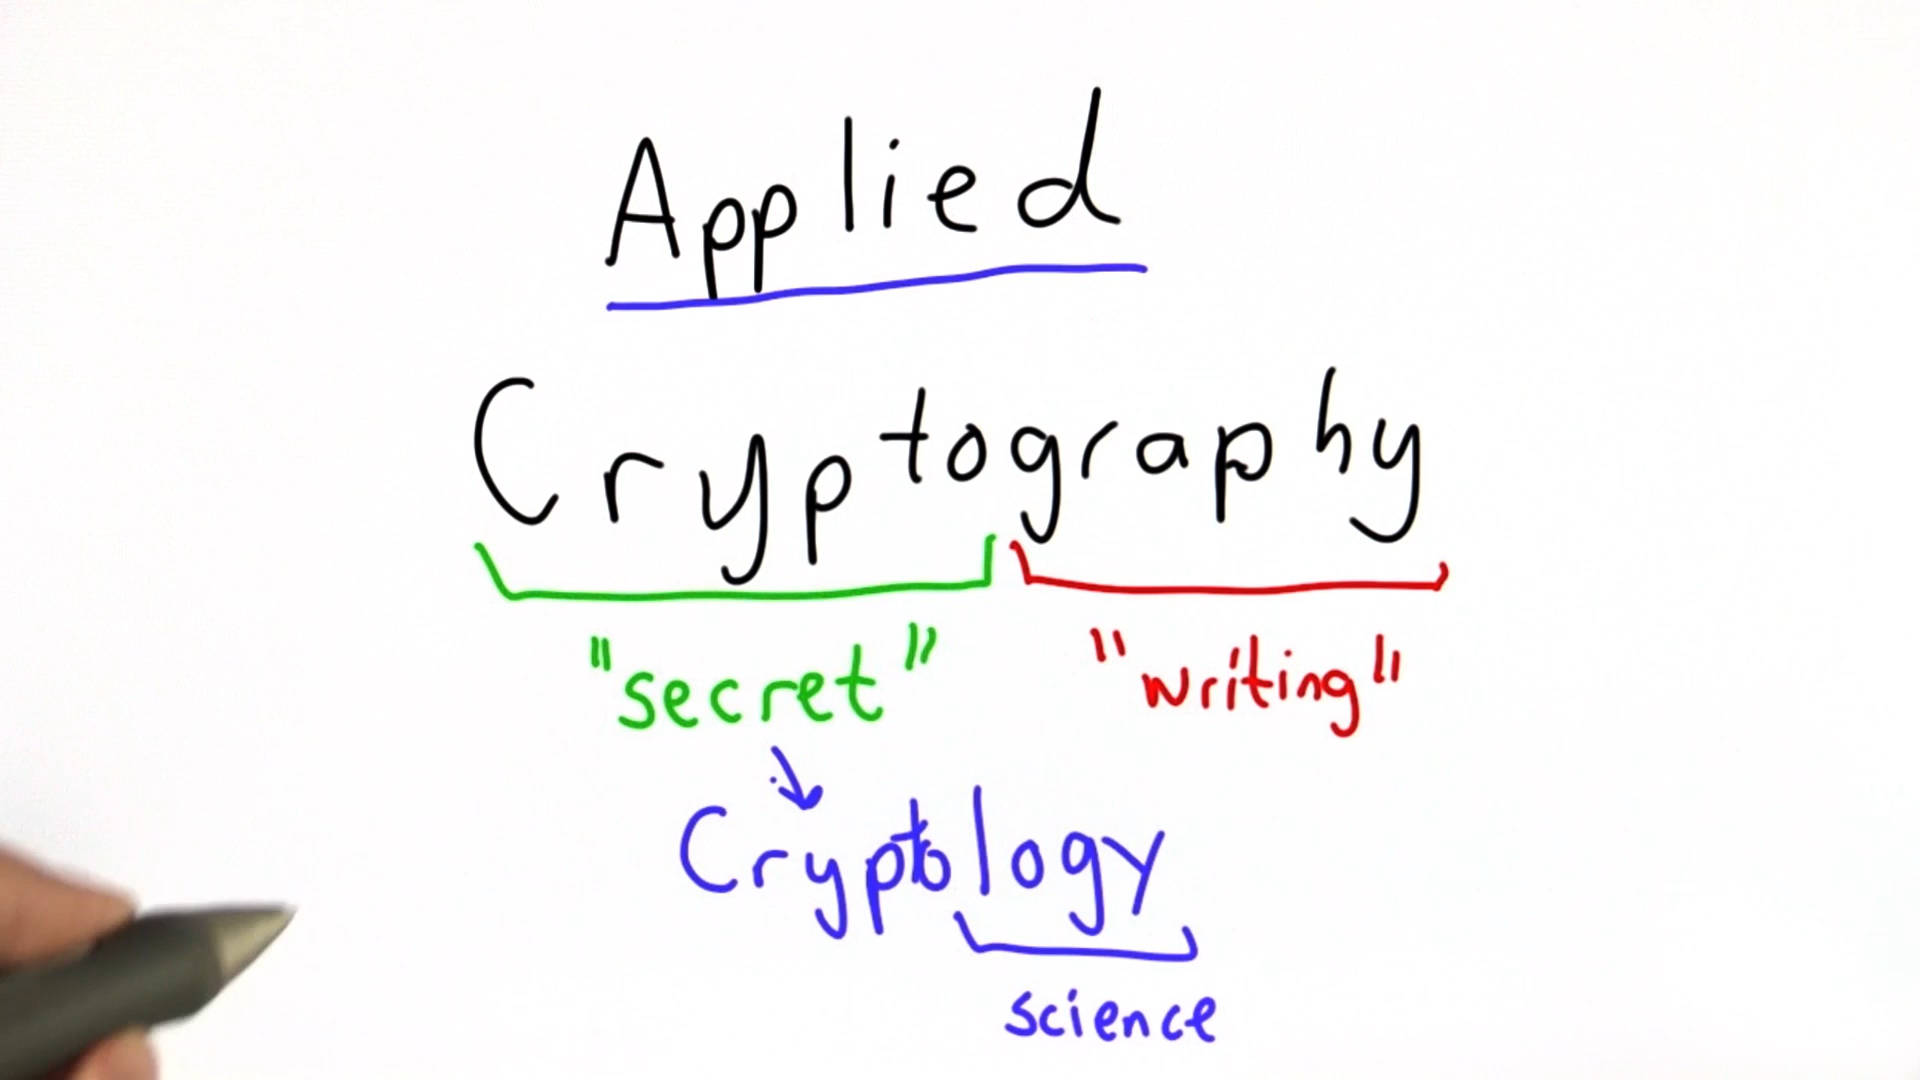 Applied
Cryptography
"secret" "writing"
Cryptology
science